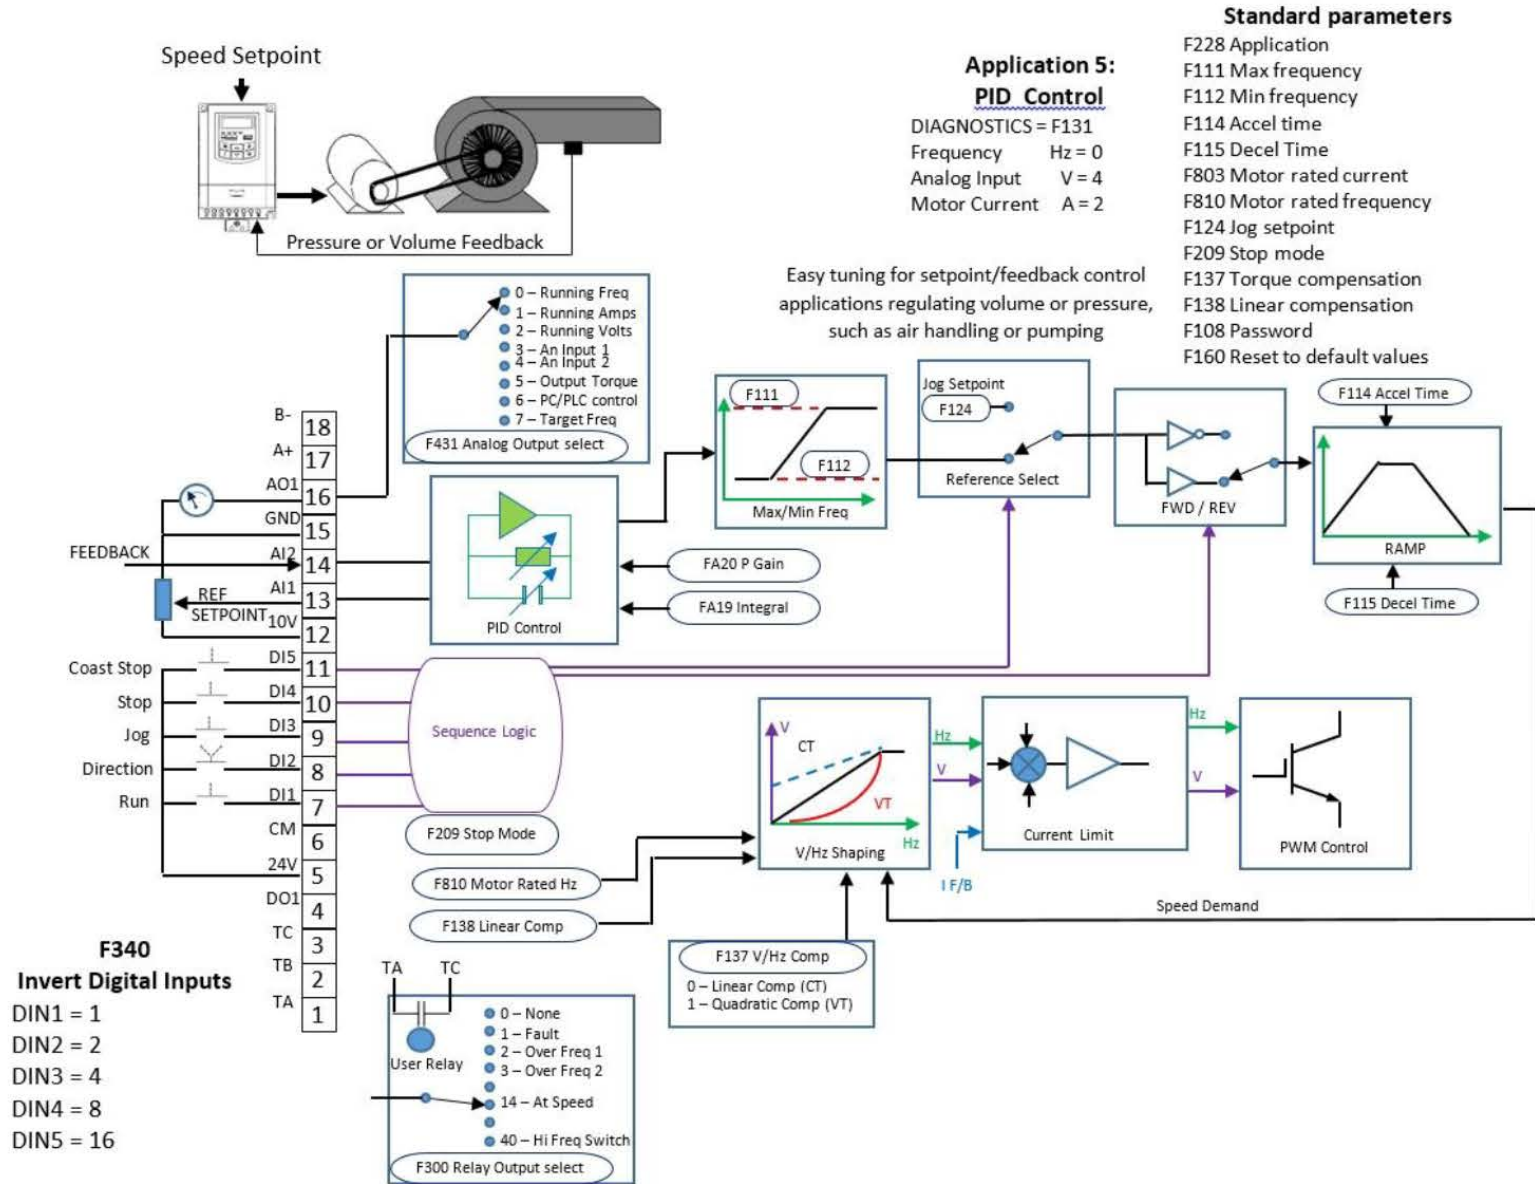 Standard parameters
F228 Application
F111 Max frequency
F112 Min frequency
F114 Accel time
F115 Decel Time
F803 Motor rated current
F810 Motor rated frequency
F124 Jog setpoint
F209 Stop mode
F137 Torque compensation
F138 Linear compensation
F108 Password
F160 Reset to default values
Speed Setpoint
Pressure or Volume Feedback
Application 5:
PID Control
DIAGNOSTICS = F131
Frequency Hz = 0
Analog Input V = 4
Motor Current A = 2
Easy tuning for setpoint/feedback control
applications regulating volume or pressure,
such as air handling or pumping
0 – Running Freq
1 – Running Amps
2 – Running Volts
3 – An Input 1
4 – An Input 2
5 – Output Torque
6 – PC/PLC control
7 – Target Freq
F431 Analog Output select
B- 18
A+ 17
AO1 16
GND 15
FEEDBACK AI2 14
REF AI1 13
SETPOINT 10V 12
Coast Stop DI5 11
Stop DI4 10
Jog DI3 9
Direction DI2 8
Run DI1 7
CM 6
24V 5
DO1 4
TC 3
TB 2
TA 1
PID Control
FA20 P Gain
FA19 Integral
F111
F112
Max/Min Freq
Jog Setpoint
F124
Reference Select
FWD / REV
F114 Accel Time
RAMP
F115 Decel Time
Sequence Logic
F209 Stop Mode
F810 Motor Rated Hz
F138 Linear Comp
V
CT
VT
Hz
V/Hz Shaping
Hz
V
Current Limit
I F/B
Hz
V
PWM Control
Speed Demand
F137 V/Hz Comp
0 – Linear Comp (CT)
1 – Quadratic Comp (VT)
F340
Invert Digital Inputs
DIN1 = 1
DIN2 = 2
DIN3 = 4
DIN4 = 8
DIN5 = 16
TA TC
User Relay
0 – None
1 – Fault
2 – Over Freq 1
3 – Over Freq 2
14 – At Speed
40 – Hi Freq Switch
F300 Relay Output select